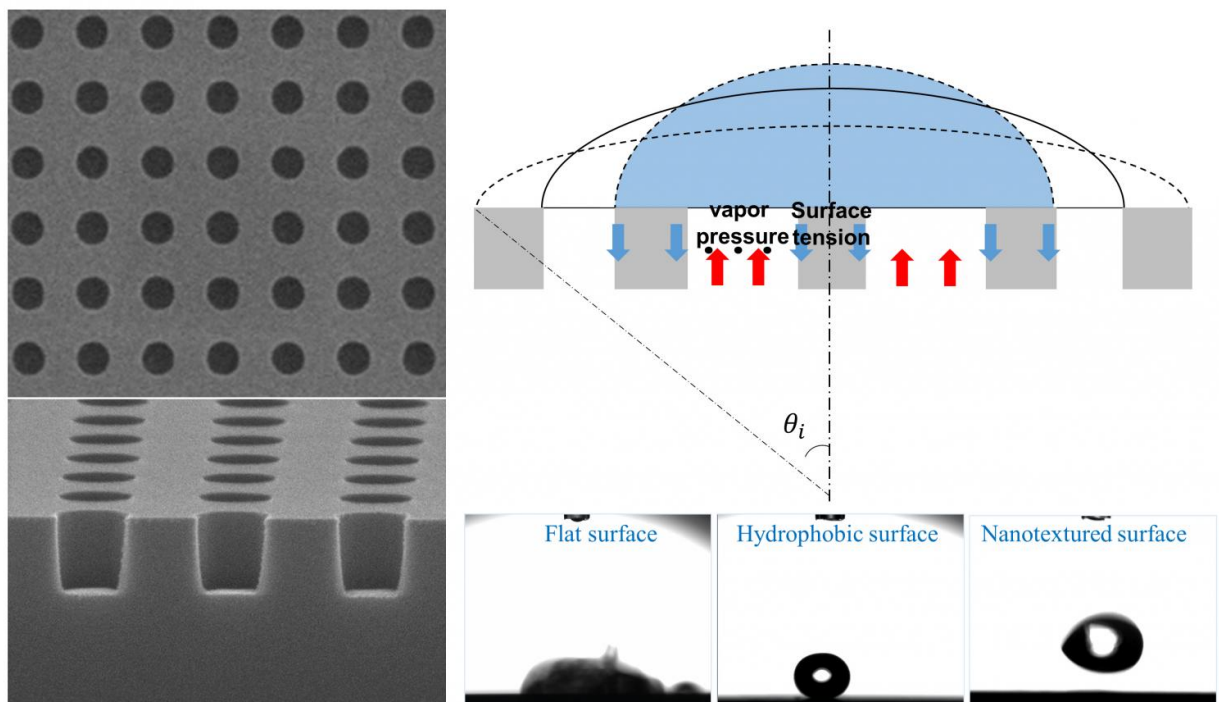 vapor
pressure
Surface
tension
θi
Flat surface
Hydrophobic surface
Nanotextured surface